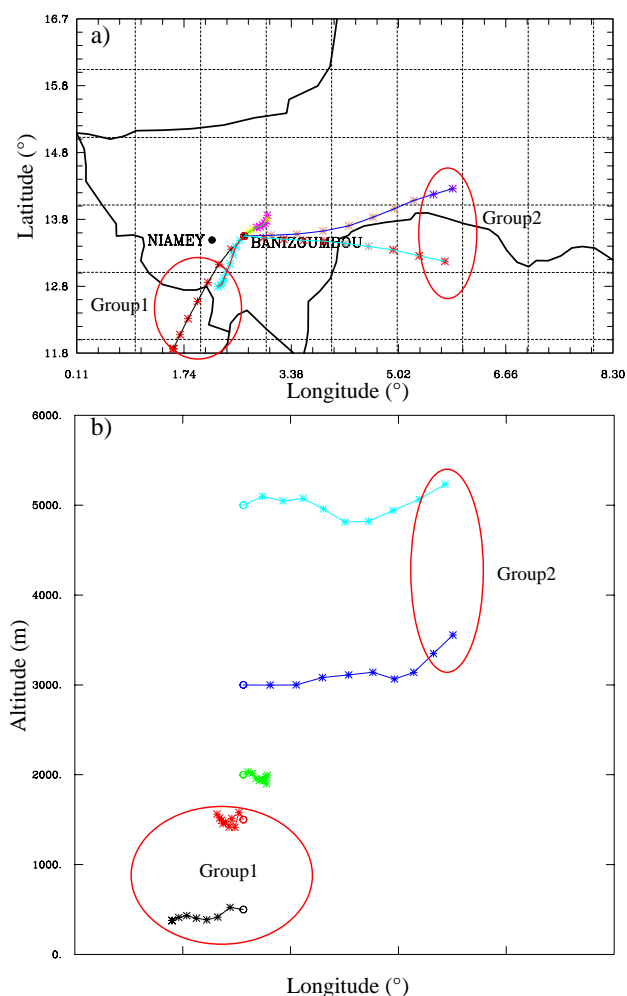 16.7
a)
15.8
14.8
Latitude (°)
13.8
NIAMEY
BANIZOUMBOU
Group2
12.8
Group1
11.8
0.11 1.74 3.38 5.02 6.66 8.30
Longitude (°)
6000.
b)
5000.
Group2
4000.
Altitude (m)
3000.
2000.
Group1
1000.
0.
Longitude (°)